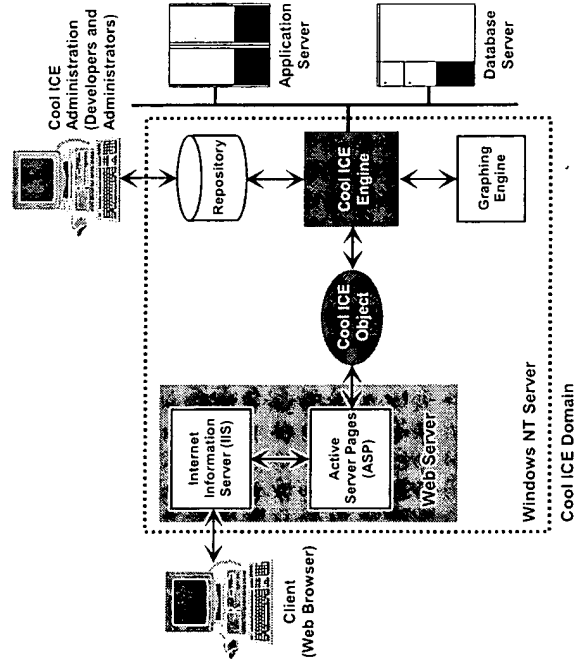 Cool ICE
Administration
(Developers and
Administrators)
Application
Server
Database
Server
Repository
Cool ICE
Engine
Graphing
Engine
Cool ICE
Object
Internet
Information
Server (IIS)
Active
Server Pages
(ASP)
Web Server
Client
(Web Browser)
Windows NT Server
Cool ICE Domain